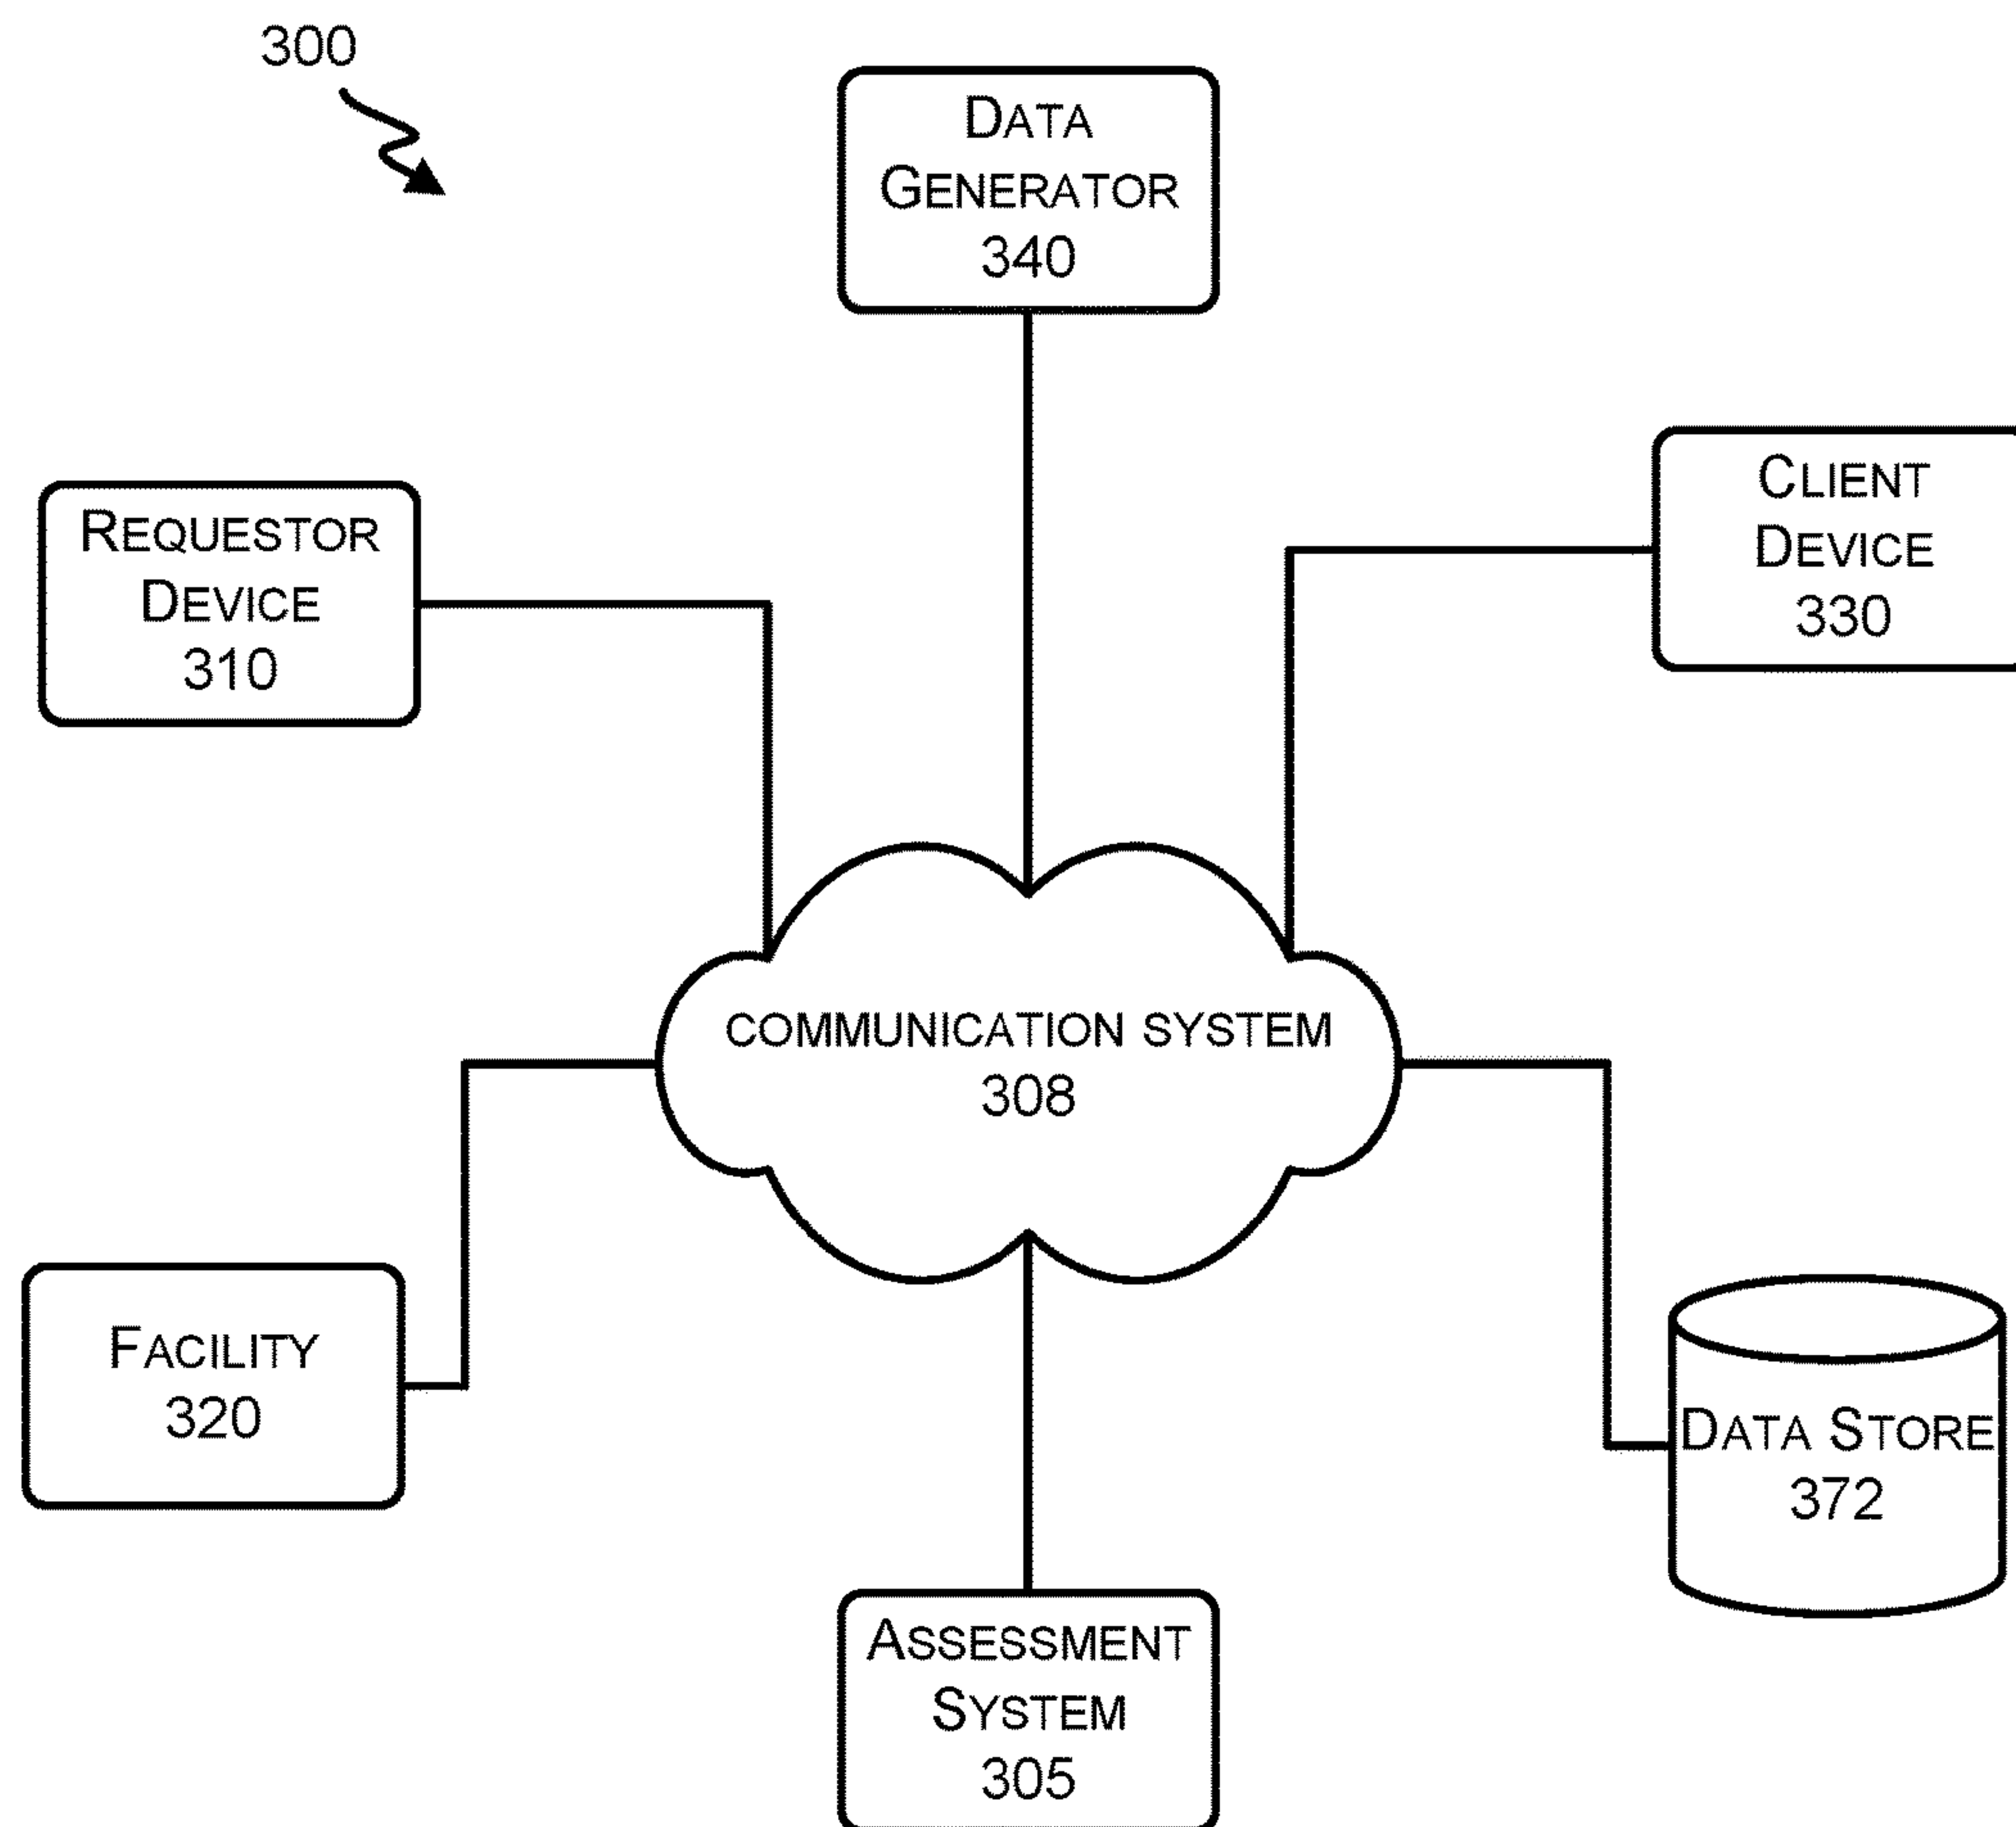 300
DATA
GENERATOR
340
CLIENT
DEVICE
330
REQUESTOR
DEVICE
310
COMMUNICATION SYSTEM
308
FACILITY
320
DATA STORE
372
ASSESSMENT
SYSTEM
305